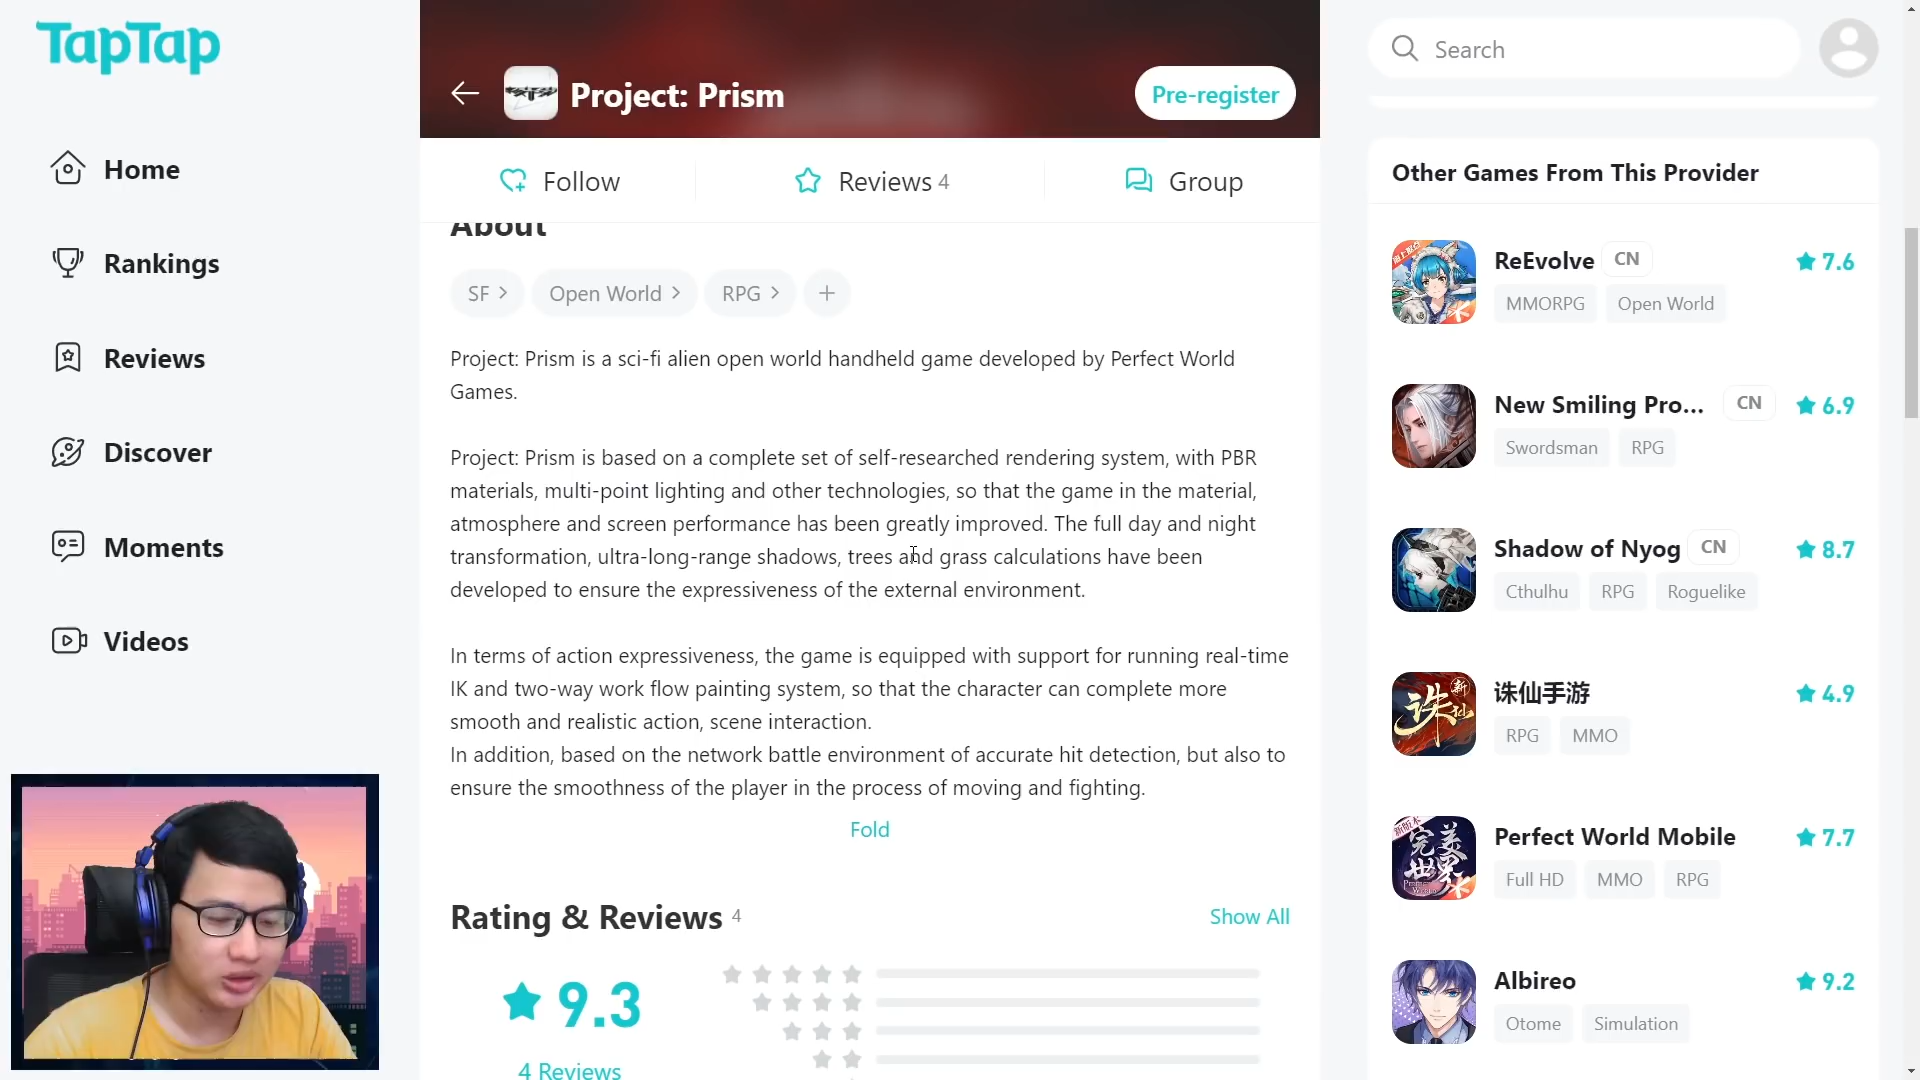 TapTap
Home
Rankings
Reviews
Discover
Moments
Videos
Project: Prism
Pre-register
Follow
Reviews 4
Group
About
SF
Open World
RPG
+
Project: Prism is a sci-fi alien open world handheld game developed by Perfect World
Games.
Project: Prism is based on a complete set of self-researched rendering system, with PBR
materials, multi-point lighting and other technologies, so that the game in the material,
atmosphere and screen performance has been greatly improved. The full day and night
transformation, ultra-long-range shadows, trees and grass calculations have been
developed to ensure the expressiveness of the external environment.
In terms of action expressiveness, the game is equipped with support for running real-time
IK and two-way work flow painting system, so that the character can complete more
smooth and realistic action, scene interaction.
In addition, based on the network battle environment of accurate hit detection, but also to
ensure the smoothness of the player in the process of moving and fighting.
Fold
Rating & Reviews 4
Show All
9.3
4 Reviews
Search
Other Games From This Provider
ReEvolve CN 7.6
MMORPG Open World
New Smiling Pro... CN 6.9
Swordsman RPG
Shadow of Nyog CN 8.7
Cthulhu RPG Roguelike
诛仙手游 4.9
RPG MMO
Perfect World Mobile 7.7
Full HD MMO RPG
Albireo 9.2
Otome Simulation